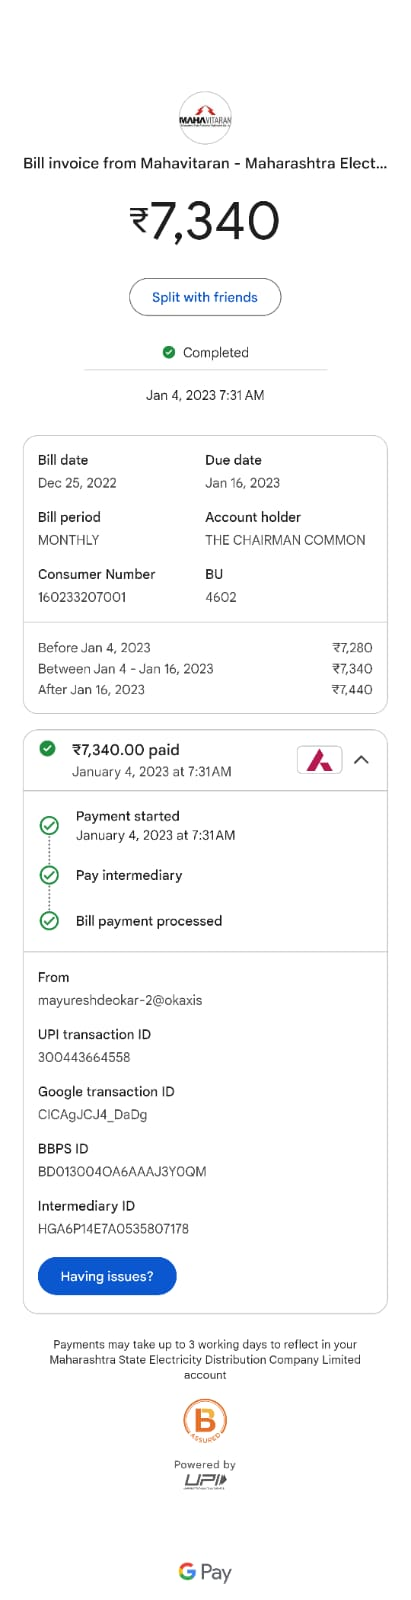 MAHAVITARAN
Bill invoice from Mahavitaran - Maharashtra Elect...
₹7,340
Split with friends
Completed
Jan 4, 2023 7:31 AM
Bill date Due date
Dec 25, 2022 Jan 16, 2023
Bill period Account holder
MONTHLY THE CHAIRMAN COMMON
Consumer Number BU
160233207001 4602
Before Jan 4, 2023 ₹7,280
Between Jan 4 - Jan 16, 2023 ₹7,340
After Jan 16, 2023 ₹7,440
₹7,340.00 paid
January 4, 2023 at 7:31AM
Payment started
January 4, 2023 at 7:31AM
Pay intermediary
Bill payment processed
From
mayureshdeokar-2@okaxis
UPI transaction ID
300443664558
Google transaction ID
CICAgJCJ4_DaDg
BBPS ID
BD013004OA6AAAJ3Y0QM
Intermediary ID
HGA6P14E7A0535807178
Having issues?
Payments may take up to 3 working days to reflect in your
Maharashtra State Electricity Distribution Company Limited
account
B
ASSURED
Powered by
UPI
G Pay